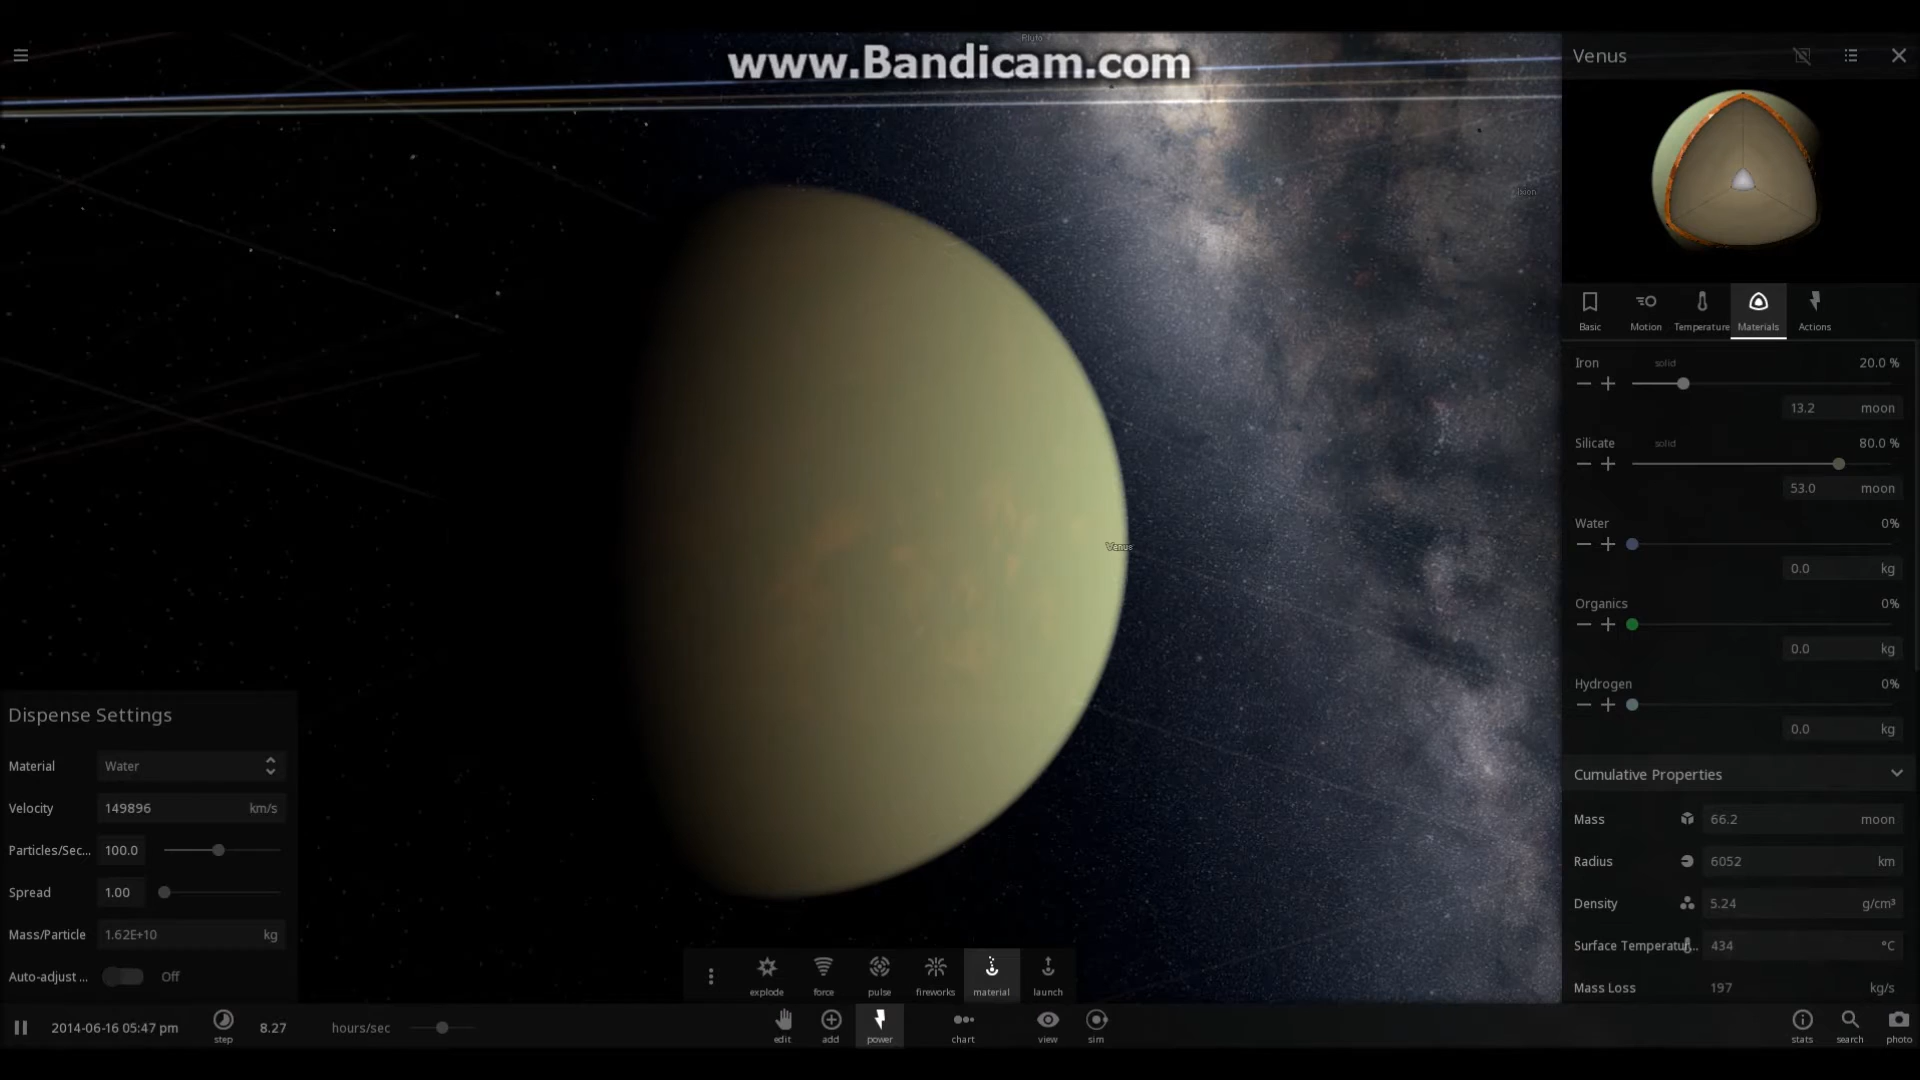 Pluto
www.Bandicam.com
Venus
Basic
Motion
Temperature
Materials
Actions
Iron solid 20.0 %
13.2 moon
Silicate solid 80.0 %
53.0 moon
Venus
Water 0%
0.0 kg
Organics 0%
0.0 kg
Hydrogen 0%
0.0 kg
Cumulative Properties
Mass 66.2 moon
Radius 6052 km
Density 5.24 g/cm³
Surface Temperatur... 434 °C
Mass Loss 197 kg/s
Dispense Settings
Material Water
Velocity 149896 km/s
Particles/Sec... 100.0
Spread 1.00
Mass/Particle 1.62E+10 kg
Auto-adjust ... Off
explode
force
pulse
fireworks
material
launch
2014-06-16 05:47 pm
step
8.27 hours/sec
edit
add
power
chart
view
sim
stats
search
photo